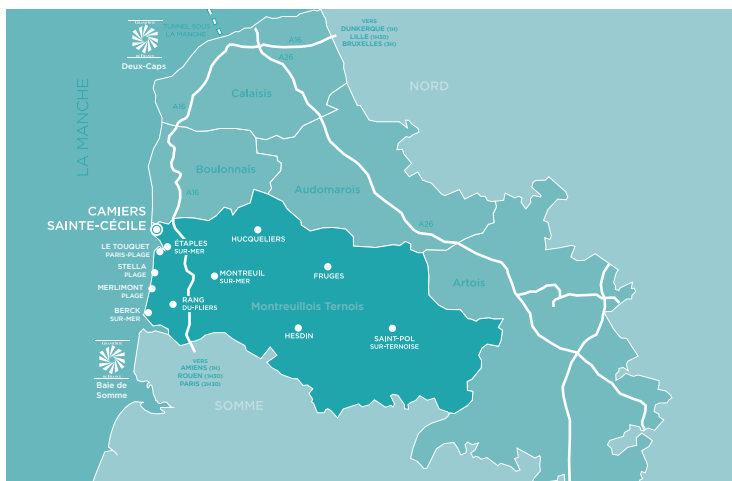 TUNNEL SOUS
LA MANCHE
Deux-Caps
A16
A26
VERS
DUNKERQUE (1H)
LILLE (1H30)
BRUXELLES (2H)
NORD
Calaisis
A16
LA MANCHE
Boulonnais
A16
Audomarois
A26
CAMIERS
SAINTE-CÉCILE
HUCQUELIERS
LE TOUQUET
PARIS-PLAGE
ÉTAPLES
SUR-MER
STELLA
PLAGE
MONTREUIL
SUR-MER
FRUGES
Artois
MERLIMONT
PLAGE
RANG
DU-FLIERS
Montreuillois Ternois
BERCK
SUR-MER
HESDIN
SAINT-POL
SUR-TERNOISE
Baie de
Somme
VERS
AMIENS (1H)
ROUEN (1H50)
PARIS (2H30)
SOMME